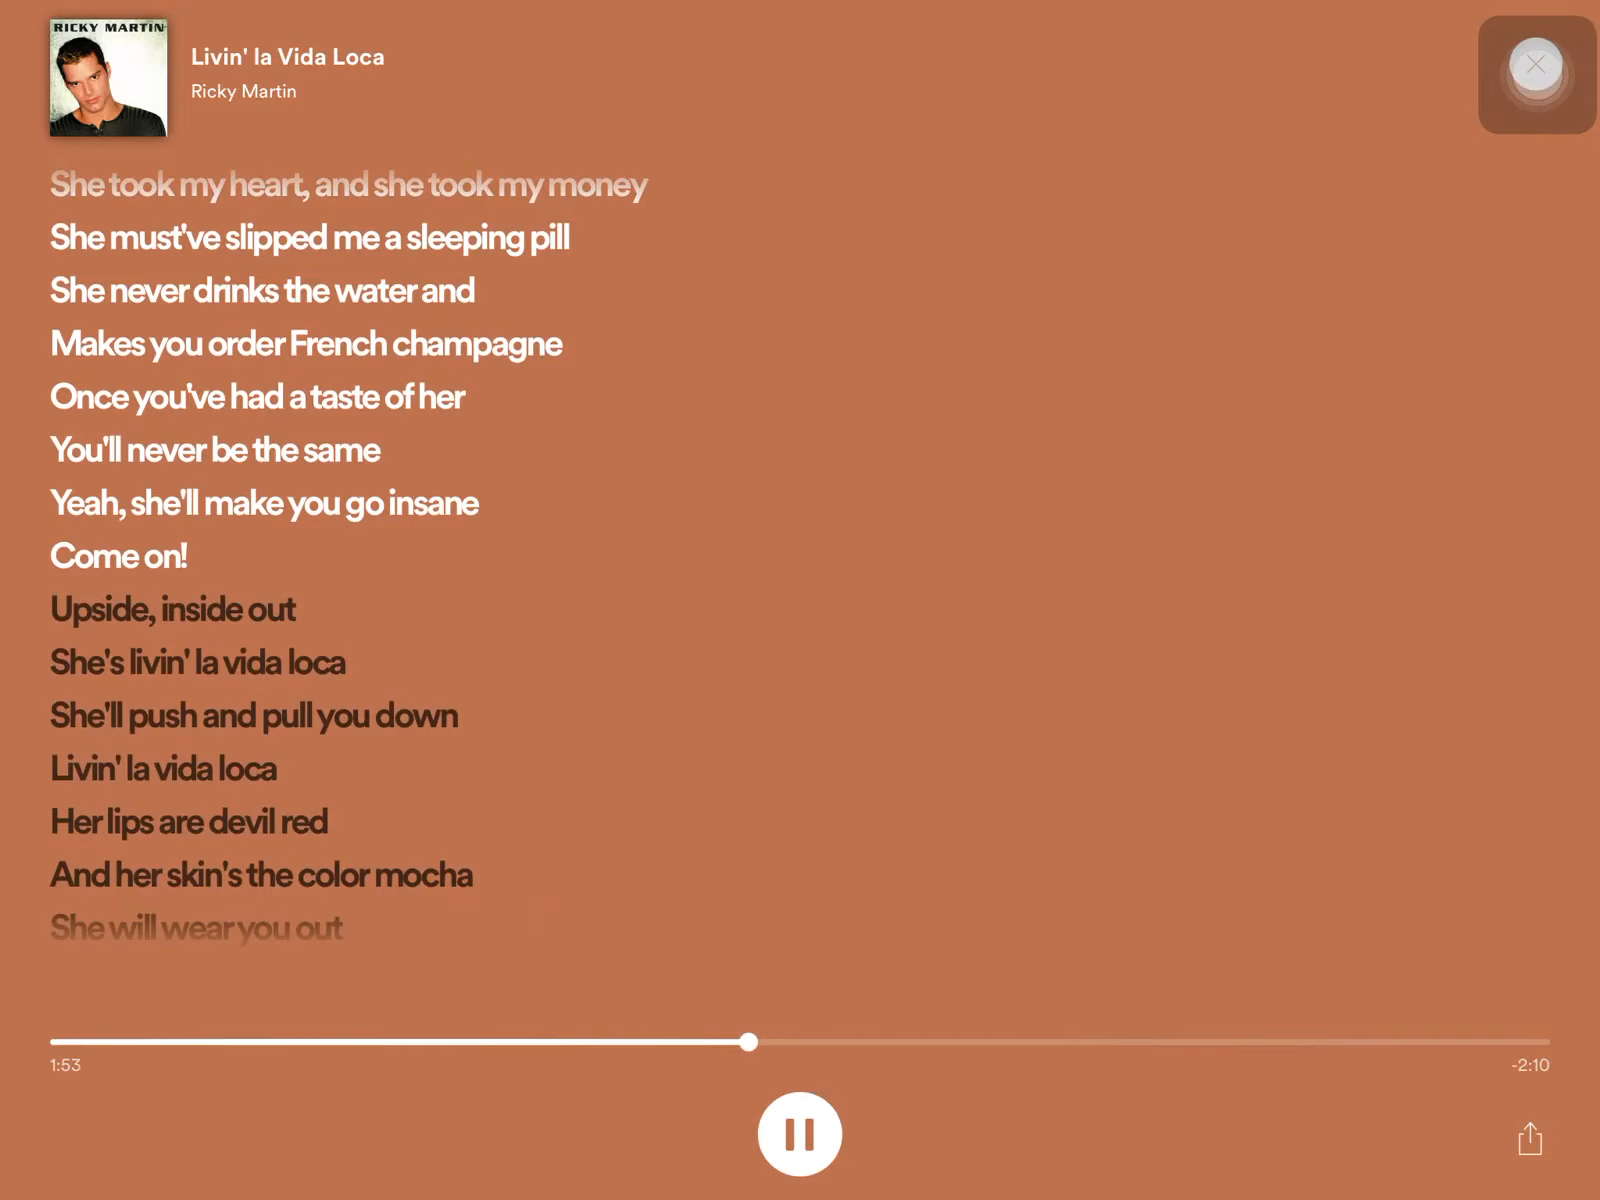 RICKY MARTIN
Livin' la Vida Loca
Ricky Martin
She took my heart, and she took my money
She must've slipped me a sleeping pill
She never drinks the water and
Makes you order French champagne
Once you've had a taste of her
You'll never be the same
Yeah, she'll make you go insane
Come on!
Upside, inside out
She's livin' la vida loca
She'll push and pull you down
Livin' la vida loca
Her lips are devil red
And her skin's the color mocha
She will wear you out
1:53
-2:10